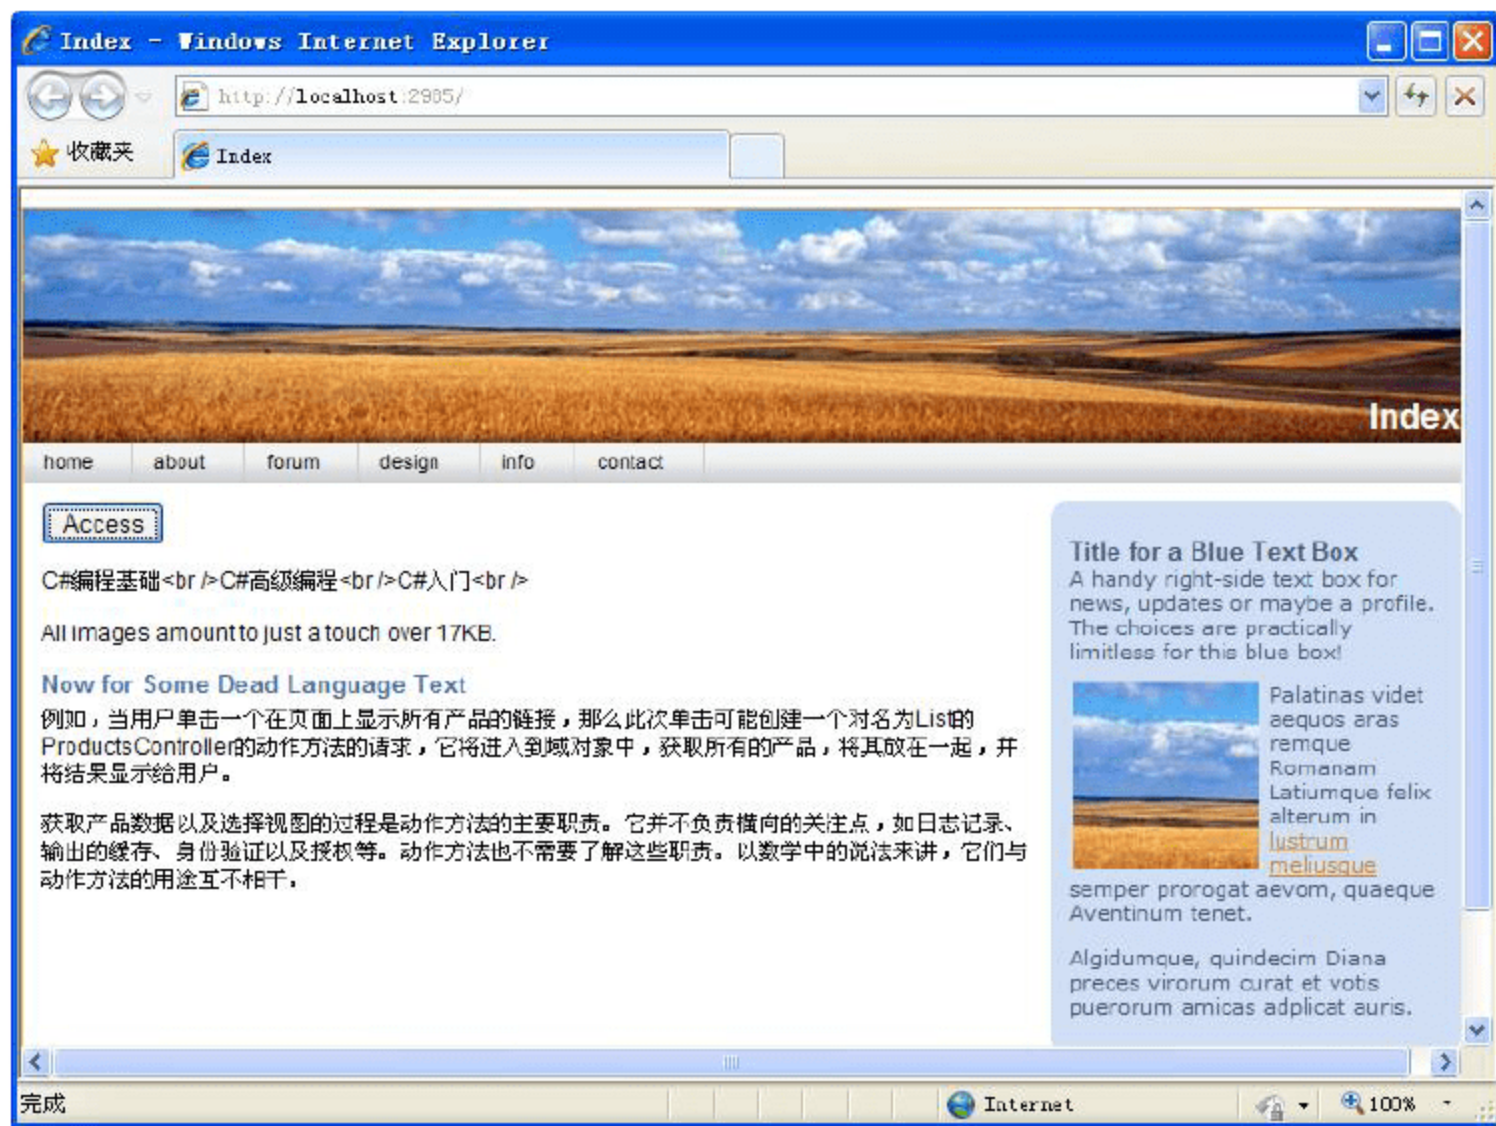 Index - Windows Internet Explorer
http://localhost:2985/
收藏夹
Index
Index
home about forum design info contact
Access
C#编程基础<br />C#高级编程<br />C#入门<br />
All images amount to just a touch over 17KB.
Now for Some Dead Language Text
例如，当用户单击一个在页面上显示所有产品的链接，那么此次单击可能创建一个对名为List的
ProductsController的动作方法的请求，它将进入到域对象中，获取所有的产品，将其放在一起，并
将结果显示给用户。
获取产品数据以及选择视图的过程是动作方法的主要职责。它并不负责横向的关注点，如日志记录、
输出的缓存、身份验证以及授权等。动作方法也不需要了解这些职责。以数学中的说法来讲，它们与
动作方法的用途互不相干。
Title for a Blue Text Box
A handy right-side text box for
news, updates or maybe a profile.
The choices are practically
limitless for this blue box!
Palatinas videt
aequos aras
remque
Romanam
Latiumque felix
alterum in
lustrum
meliusque
semper prorogat aevom, quaeque
Aventinum tenet.
Algidumque, quindecim Diana
preces virorum curat et votis
puerorum amicas adplicat auris.
完成
Internet
100%